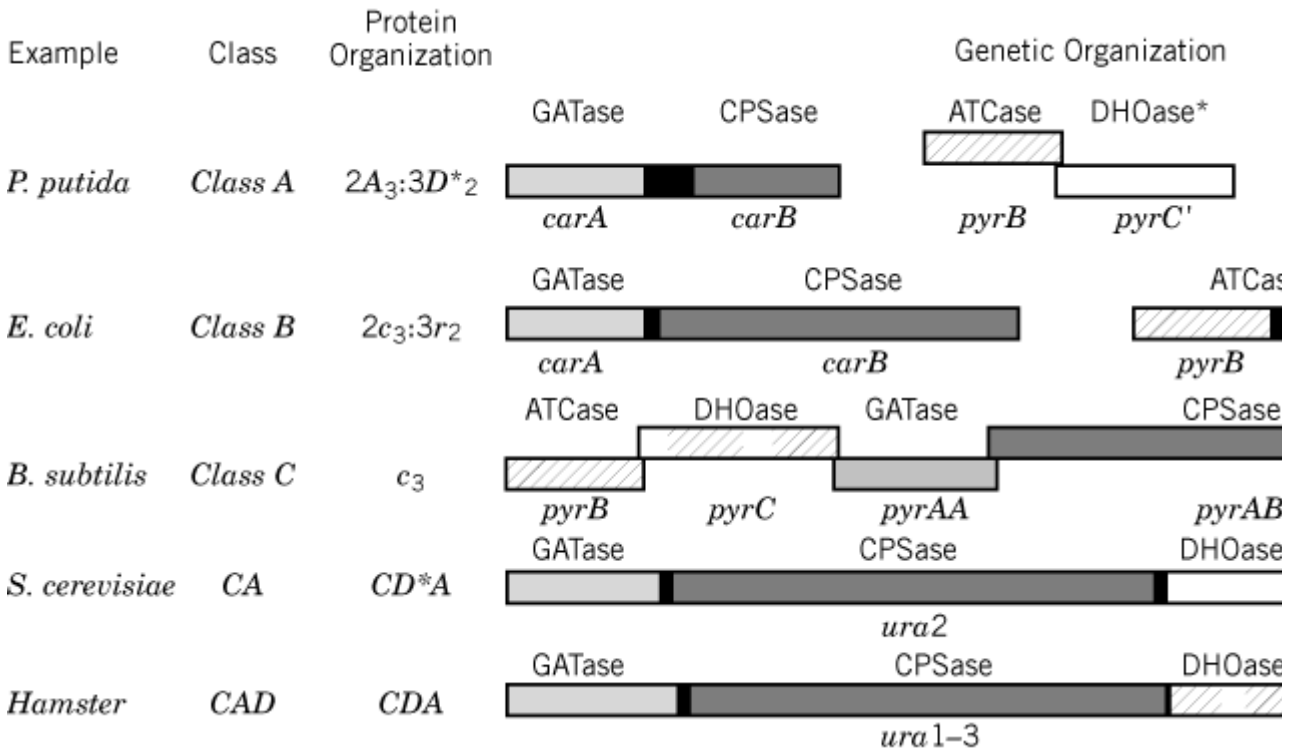 Example Class Protein Organization Genetic Organization
GATase CPSase ATCase DHOase*
P. putida Class A 2A₃:3D*₂
carA carB pyrB pyrC'
GATase CPSase ATCas
E. coli Class B 2c₃:3r₂
carA carB pyrB
ATCase DHOase GATase CPSase
B. subtilis Class C c₃
pyrB pyrC pyrAA pyrAB
GATase CPSase DHOase
S. cerevisiae CA CD*A
ura2
GATase CPSase DHOase
Hamster CAD CDA
ura1–3